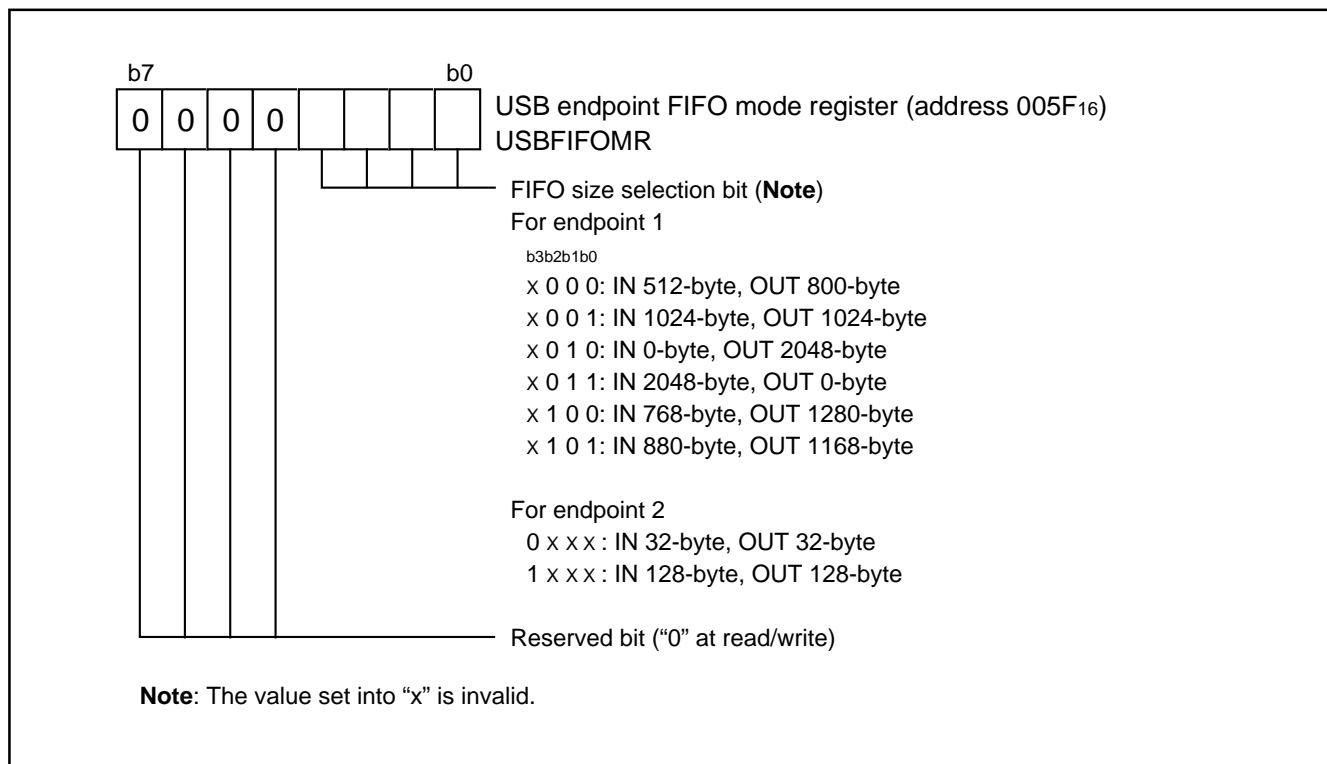 b7 b0
0 0 0 0
USB endpoint FIFO mode register (address 005F16)
USBFIFOMR
FIFO size selection bit (Note)
For endpoint 1
b3b2b1b0
x 0 0 0: IN 512-byte, OUT 800-byte
x 0 0 1: IN 1024-byte, OUT 1024-byte
x 0 1 0: IN 0-byte, OUT 2048-byte
x 0 1 1: IN 2048-byte, OUT 0-byte
x 1 0 0: IN 768-byte, OUT 1280-byte
x 1 0 1: IN 880-byte, OUT 1168-byte
For endpoint 2
0 x x x : IN 32-byte, OUT 32-byte
1 x x x : IN 128-byte, OUT 128-byte
Reserved bit (“0” at read/write)
Note: The value set into “x” is invalid.